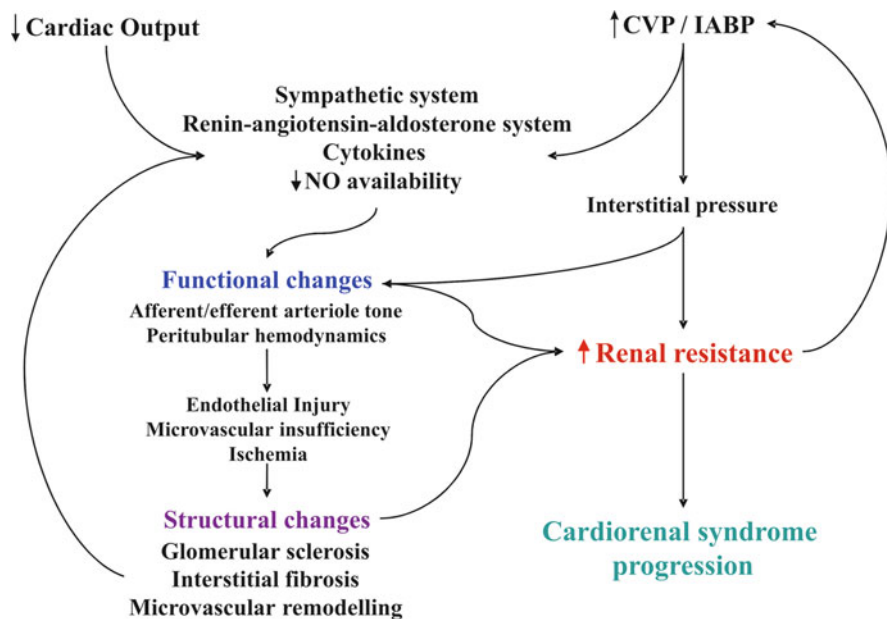 ↓ Cardiac Output
↑ CVP / IABP
Sympathetic system
Renin-angiotensin-aldosterone system
Cytokines
↓ NO availability
Interstitial pressure
Functional changes
Afferent/efferent arteriole tone
Peritubular hemodynamics
↑ Renal resistance
Endothelial Injury
Microvascular insufficiency
Ischemia
Structural changes
Glomerular sclerosis
Interstitial fibrosis
Microvascular remodelling
Cardiorenal syndrome
progression